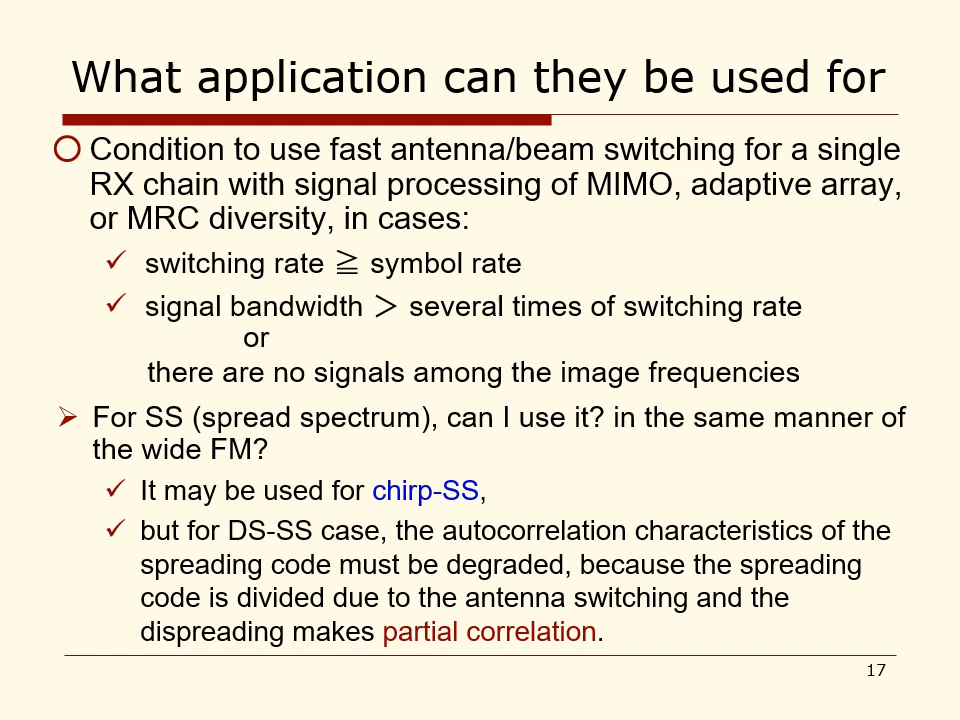 What application can they be used for
Condition to use fast antenna/beam switching for a single
RX chain with signal processing of MIMO, adaptive array,
or MRC diversity, in cases:
switching rate ≧ symbol rate
signal bandwidth ＞ several times of switching rate
or
there are no signals among the image frequencies
For SS (spread spectrum), can I use it? in the same manner of
the wide FM?
It may be used for chirp-SS,
but for DS-SS case, the autocorrelation characteristics of the
spreading code must be degraded, because the spreading
code is divided due to the antenna switching and the
dispreading makes partial correlation.
17